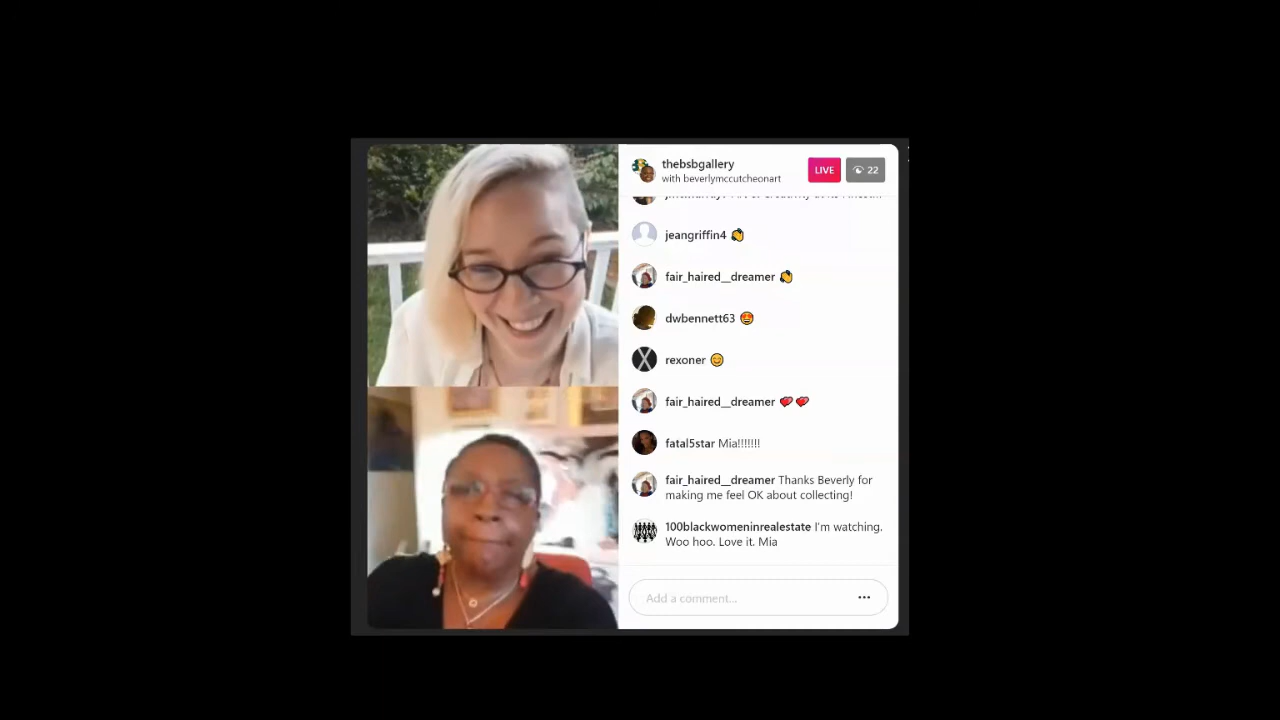 thebsbgallery
with beverlymccutcheonart
LIVE
22
jeangriffin4 👏
fair_haired__dreamer 👏
dwbennett63 🤩
rexoner 😊
fair_haired__dreamer 💕💕
fatal5star Mia!!!!!!!
fair_haired__dreamer Thanks Beverly for
making me feel OK about collecting!
100blackwomeninrealestate I'm watching.
Woo hoo. Love it. Mia
Add a comment...